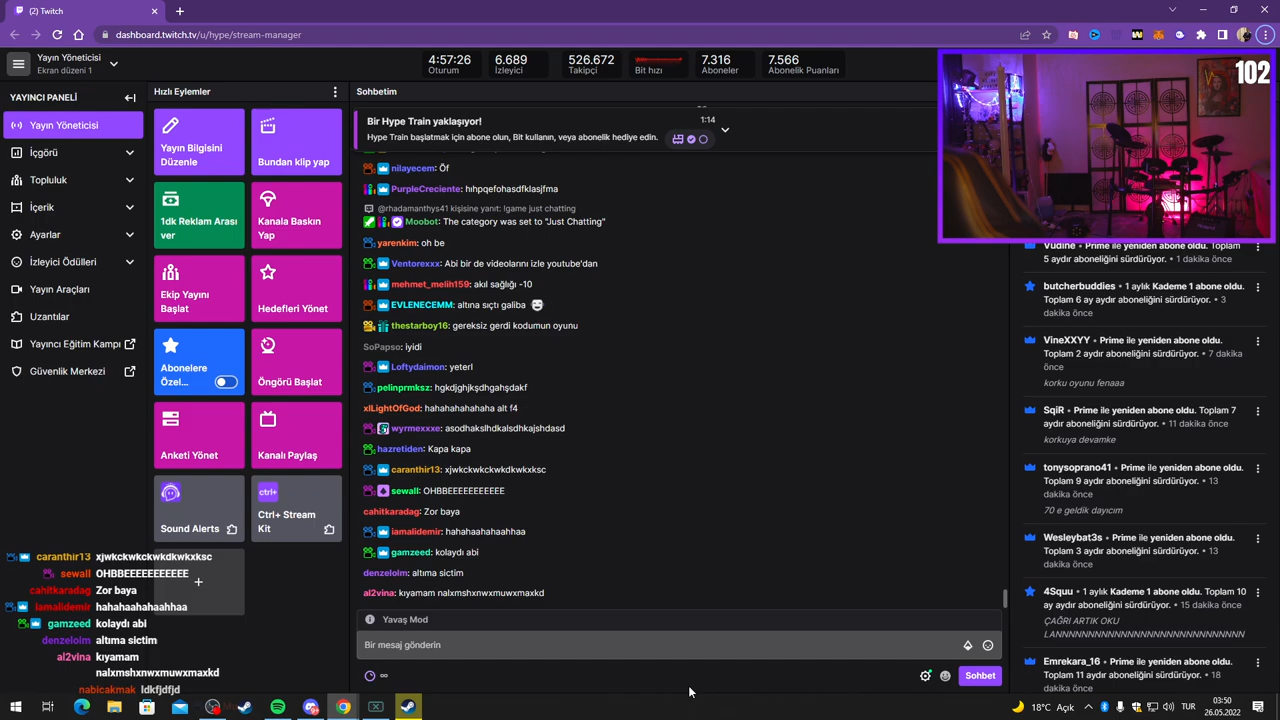 (2) Twitch
dashboard.twitch.tv/u/hype/stream-manager
Yayın Yöneticisi
Ekran düzeni 1
4:57:26
Oturum
6.689
İzleyici
526.672
Takipçi
Bit hızı
7.316
Aboneler
7.566
Abonelik Puanları
102
YAYINCI PANELİ
Yayın Yöneticisi
İçgörü
Topluluk
İçerik
Ayarlar
İzleyici Ödülleri
Yayın Araçları
Uzantılar
Yayıncı Eğitim Kampı
Güvenlik Merkezi
Hızlı Eylemler
Yayın Bilgisini
Düzenle
Bundan klip yap
1dk Reklam Arası
ver
Kanala Baskın
Yap
Ekip Yayını
Başlat
Hedefleri Yönet
Abonelere
Özel...
Öngörü Başlat
Anketi Yönet
Kanalı Paylaş
Sound Alerts
ctrl+
Ctrl+ Stream
Kit
caranthir13 xjwkckwkckwkdkwkxksc
sewall OHBBEEEEEEEEEE
cahitkaradag Zor baya
iamalidemir hahahaahahaahhaa
gamzeed kolaydı abi
denzelolm altıma sictim
al2vina kıyamam
nalxmshxnwxmuwxmaxkd
nabicakmak ldkfjdfjd
Sohbetim
Bir Hype Train yaklaşıyor!
1:14
Hype Train başlatmak için abone olun, Bit kullanın, veya abonelik hediye edin.
nilayecem: Öf
PurpleCreciente: hhpqefohasdfklasjfma
@rhadamanthys41 kişisine yanıt: !game just chatting
Moobot: The category was set to "Just Chatting"
yarenkim: oh be
Ventorexxx: Abi bir de videolarını izle youtube'dan
mehmet_melih159: akıl sağlığı -10
EVLENECEMM: altına sıçtı galiba
thestarboy16: gereksiz gerdi kodumun oyunu
SoPapso: iyidi
Loftydaimon: yeterl
pelinprmksz: hgkdjghjkşdhgahşdakf
xlLightOfGod: hahahahahahaha alt f4
wyrmexxxe: asodhakslhdkalsdhkajshdasd
hazretiden: Kapa kapa
caranthir13: xjwkckwkckwkdkwkxksc
sewall: OHBBEEEEEEEEEE
cahitkaradag: Zor baya
iamalidemir: hahahaahahaahhaa
gamzeed: kolaydı abi
denzelolm: altıma sictim
al2vina: kıyamam nalxmshxnwxmuwxmaxkd
Yavaş Mod
Bir mesaj gönderin
Sohbet
Vudine • Prime ile yeniden abone oldu. Toplam
5 ay aboneliğini sürdürüyor. • 1 dakika önce
butcherbuddies • 1 aylık Kademe 1 abone oldu.
Toplam 6 ay aboneliğini sürdürüyor. • 3
dakika önce
VineXXYY • Prime ile yeniden abone oldu.
Toplam 2 aydır aboneliğini sürdürüyor. • 7 dakika
önce
korku oyunu fenaaa
SqiR • Prime ile yeniden abone oldu. Toplam 7
aydır aboneliğini sürdürüyor. • 11 dakika önce
korkuya devamke
tonysoprano41 • Prime ile yeniden abone oldu.
Toplam 9 aydır aboneliğini sürdürüyor. • 13
dakika önce
70 e geldik dayıcım
Wesleybat3s • Prime ile yeniden abone oldu.
Toplam 3 aydır aboneliğini sürdürüyor. • 13
dakika önce
4Squu • 1 aylık Kademe 1 abone oldu. Toplam 10
ay aydır aboneliğini sürdürüyor. • 15 dakika önce
ÇAĞRI ARTIK OKU
LANNNNNNNNNNNNNNNNNNNNNNNNNNN
Emrekara_16 • Prime ile yeniden abone oldu.
Toplam 11 aydır aboneliğini sürdürüyor. • 18
dakika önce
18°C Açık
TUR
03:50
26.05.2022